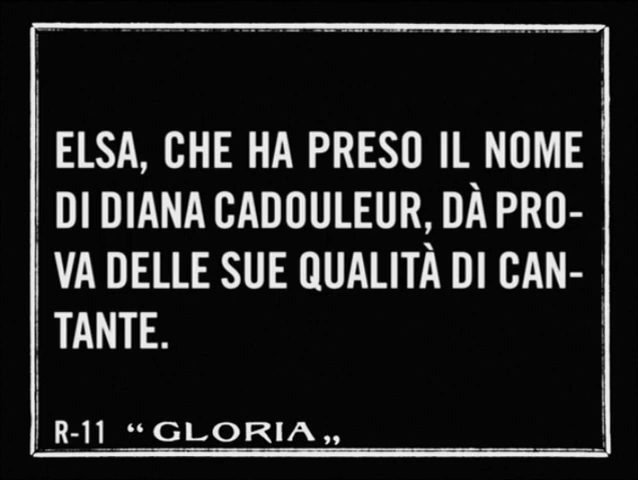 ELSA, CHE HA PRESO IL NOME
DI DIANA CADOULEUR, DÀ PRO-
VA DELLE SUE QUALITÀ DI CAN-
TANTE.
R-11 “GLORIA„